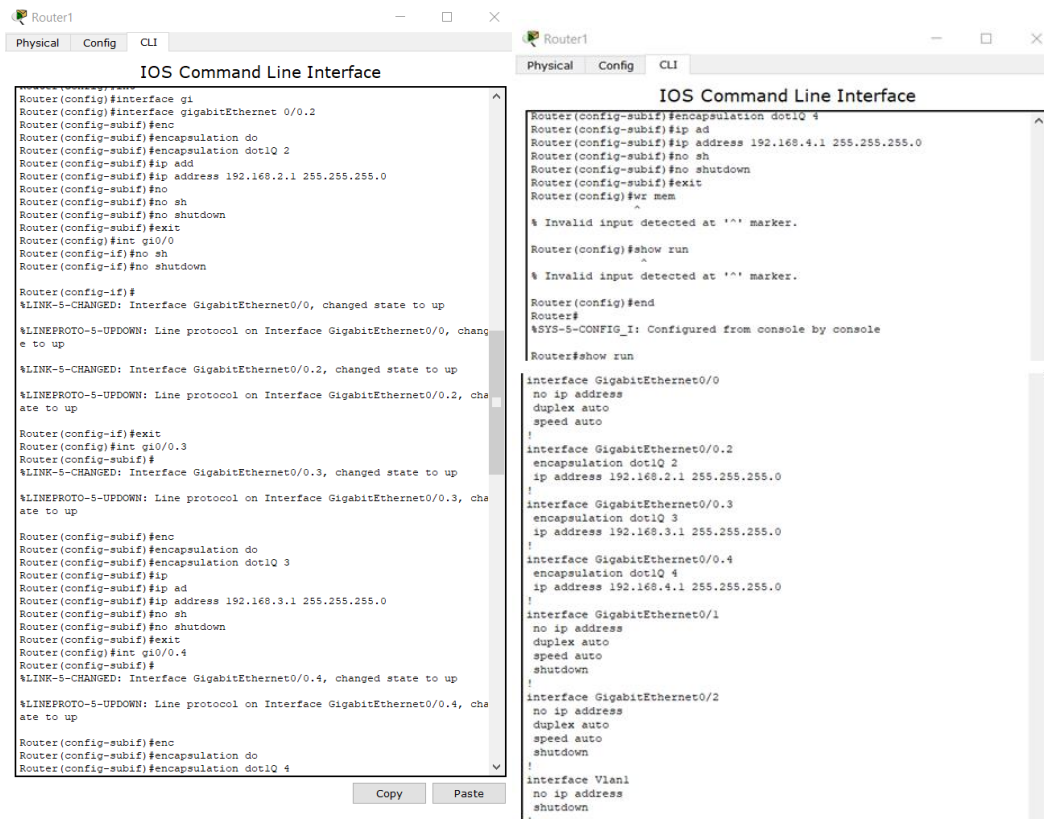 Router1
Physical Config CLI
IOS Command Line Interface
Router(config)#interface gi
Router(config)#interface gigabitEthernet 0/0.2
Router(config-subif)#enc
Router(config-subif)#encapsulation do
Router(config-subif)#encapsulation dot1Q 2
Router(config-subif)#ip add
Router(config-subif)#ip address 192.168.2.1 255.255.255.0
Router(config-subif)#no
Router(config-subif)#no sh
Router(config-subif)#no shutdown
Router(config-subif)#exit
Router(config)#int gi0/0
Router(config-if)#no sh
Router(config-if)#no shutdown
Router(config-if)#
%LINK-5-CHANGED: Interface GigabitEthernet0/0, changed state to up
%LINEPROTO-5-UPDOWN: Line protocol on Interface GigabitEthernet0/0, chang
e to up
%LINK-5-CHANGED: Interface GigabitEthernet0/0.2, changed state to up
%LINEPROTO-5-UPDOWN: Line protocol on Interface GigabitEthernet0/0.2, cha
ate to up
Router(config-if)#exit
Router(config)#int gi0/0.3
Router(config-subif)#
%LINK-5-CHANGED: Interface GigabitEthernet0/0.3, changed state to up
%LINEPROTO-5-UPDOWN: Line protocol on Interface GigabitEthernet0/0.3, cha
ate to up
Router(config-subif)#enc
Router(config-subif)#encapsulation do
Router(config-subif)#encapsulation dot1Q 3
Router(config-subif)#ip
Router(config-subif)#ip ad
Router(config-subif)#ip address 192.168.3.1 255.255.255.0
Router(config-subif)#no sh
Router(config-subif)#no shutdown
Router(config-subif)#exit
Router(config)#int gi0/0.4
Router(config-subif)#
%LINK-5-CHANGED: Interface GigabitEthernet0/0.4, changed state to up
%LINEPROTO-5-UPDOWN: Line protocol on Interface GigabitEthernet0/0.4, cha
ate to up
Router(config-subif)#enc
Router(config-subif)#encapsulation do
Router(config-subif)#encapsulation dot1Q 4
Copy Paste
Router1
Physical Config CLI
IOS Command Line Interface
Router(config-subif)#encapsulation dot1Q 4
Router(config-subif)#ip ad
Router(config-subif)#ip address 192.168.4.1 255.255.255.0
Router(config-subif)#no sh
Router(config-subif)#no shutdown
Router(config-subif)#exit
Router(config)#wr mem
^
% Invalid input detected at '^' marker.
Router(config)#show run
^
% Invalid input detected at '^' marker.
Router(config)#end
Router#
%SYS-5-CONFIG_I: Configured from console by console
Router#show run
interface GigabitEthernet0/0
no ip address
duplex auto
speed auto
!
interface GigabitEthernet0/0.2
encapsulation dot1Q 2
ip address 192.168.2.1 255.255.255.0
!
interface GigabitEthernet0/0.3
encapsulation dot1Q 3
ip address 192.168.3.1 255.255.255.0
!
interface GigabitEthernet0/0.4
encapsulation dot1Q 4
ip address 192.168.4.1 255.255.255.0
!
interface GigabitEthernet0/1
no ip address
duplex auto
speed auto
shutdown
!
interface GigabitEthernet0/2
no ip address
duplex auto
speed auto
shutdown
!
interface Vlan1
no ip address
shutdown